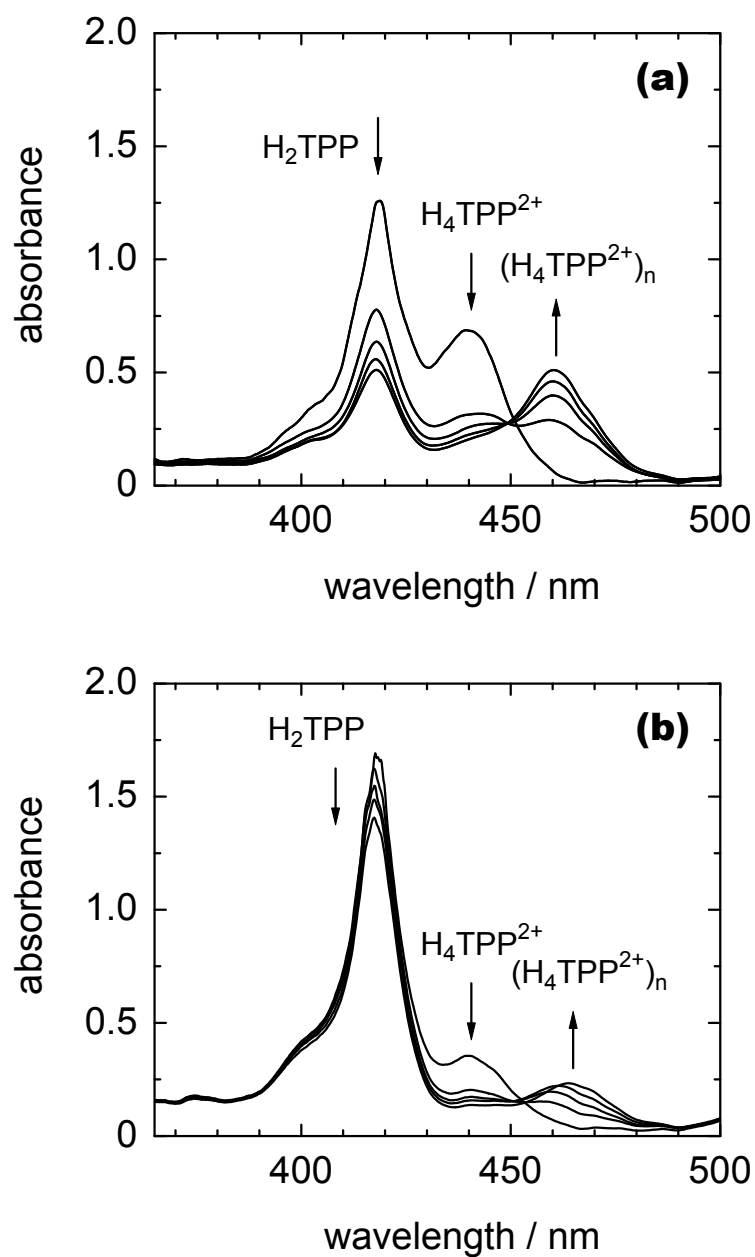 2.0
(a)
1.5
H₂TPP
H₄TPP²⁺
1.0
(H₄TPP²⁺)ₙ
absorbance
0.5
0
400 450 500
wavelength / nm
2.0
(b)
H₂TPP
1.5
1.0
absorbance
H₄TPP²⁺
(H₄TPP²⁺)ₙ
0.5
0
400 450 500
wavelength / nm